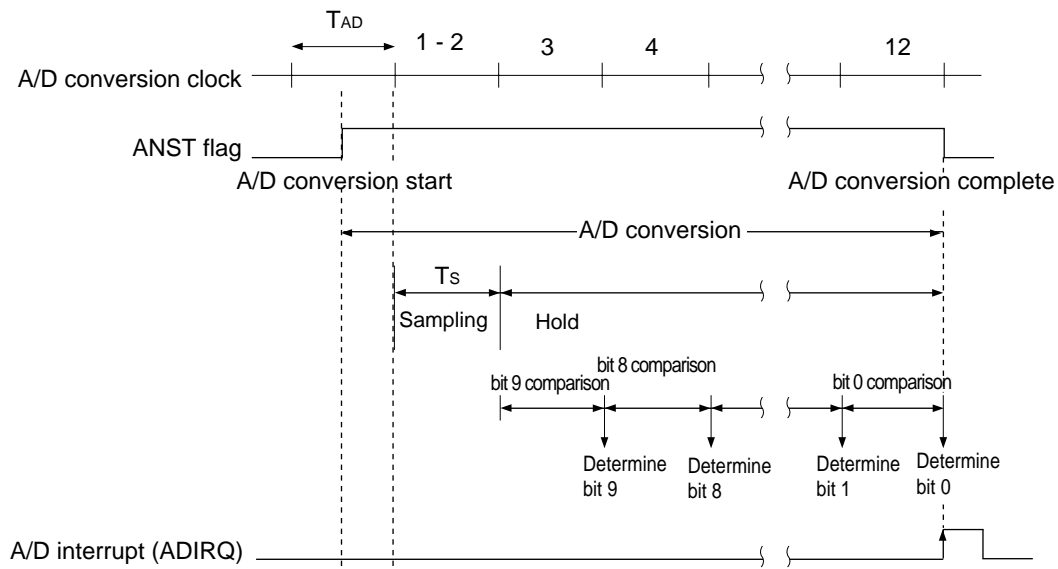 TAD
1 - 2
3
4
12
A/D conversion clock
ANST flag
A/D conversion start
A/D conversion complete
A/D conversion
TS
Sampling
Hold
bit 9 comparison
bit 8 comparison
bit 0 comparison
Determine
bit 9
Determine
bit 8
Determine
bit 1
Determine
bit 0
A/D interrupt (ADIRQ)